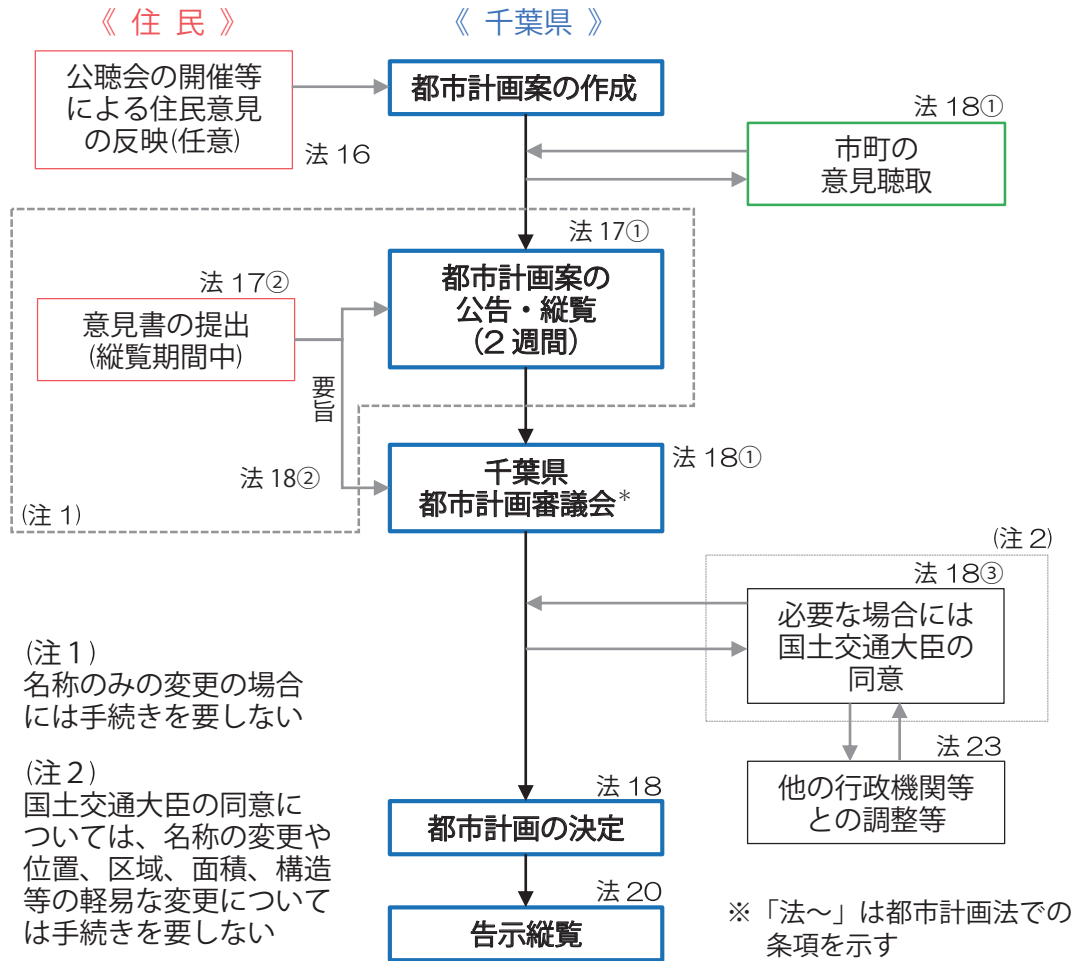 《 住 民 》
《 千葉県 》
公聴会の開催等
による住民意見
の反映(任意)
法 16
都市計画案の作成
法 18①
市町の
意見聴取
法 17①
都市計画案の
公告・縦覧
(2 週間)
法 17②
意見書の提出
(縦覧期間中)
要旨
法 18②
(注 1)
千葉県
都市計画審議会*
法 18①
(注 2)
法 18③
必要な場合には
国土交通大臣の
同意
法 23
他の行政機関等
との調整等
(注 1)
名称のみの変更の場合
には手続きを要しない
(注 2)
国土交通大臣の同意に
ついては、名称の変更や
位置、区域、面積、構造
等の軽易な変更について
は手続きを要しない
法 18
都市計画の決定
法 20
告示縦覧
※「法~」は都市計画法での
条項を示す